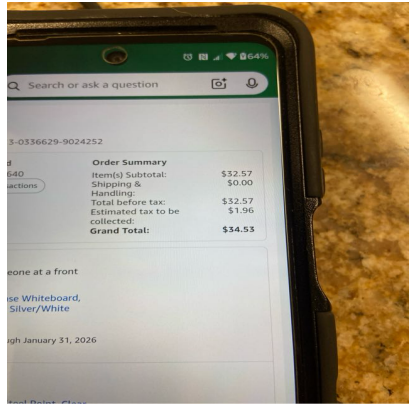 64%
Search or ask a question
3-0336629-9024252
d
Order Summary
640
Item(s) Subtotal: $32.57
actions)
Shipping & $0.00
Handling:
Total before tax: $32.57
Estimated tax to be $1.96
collected:
Grand Total: $34.53
eone at a front
se Whiteboard,
Silver/White
ugh January 31, 2026